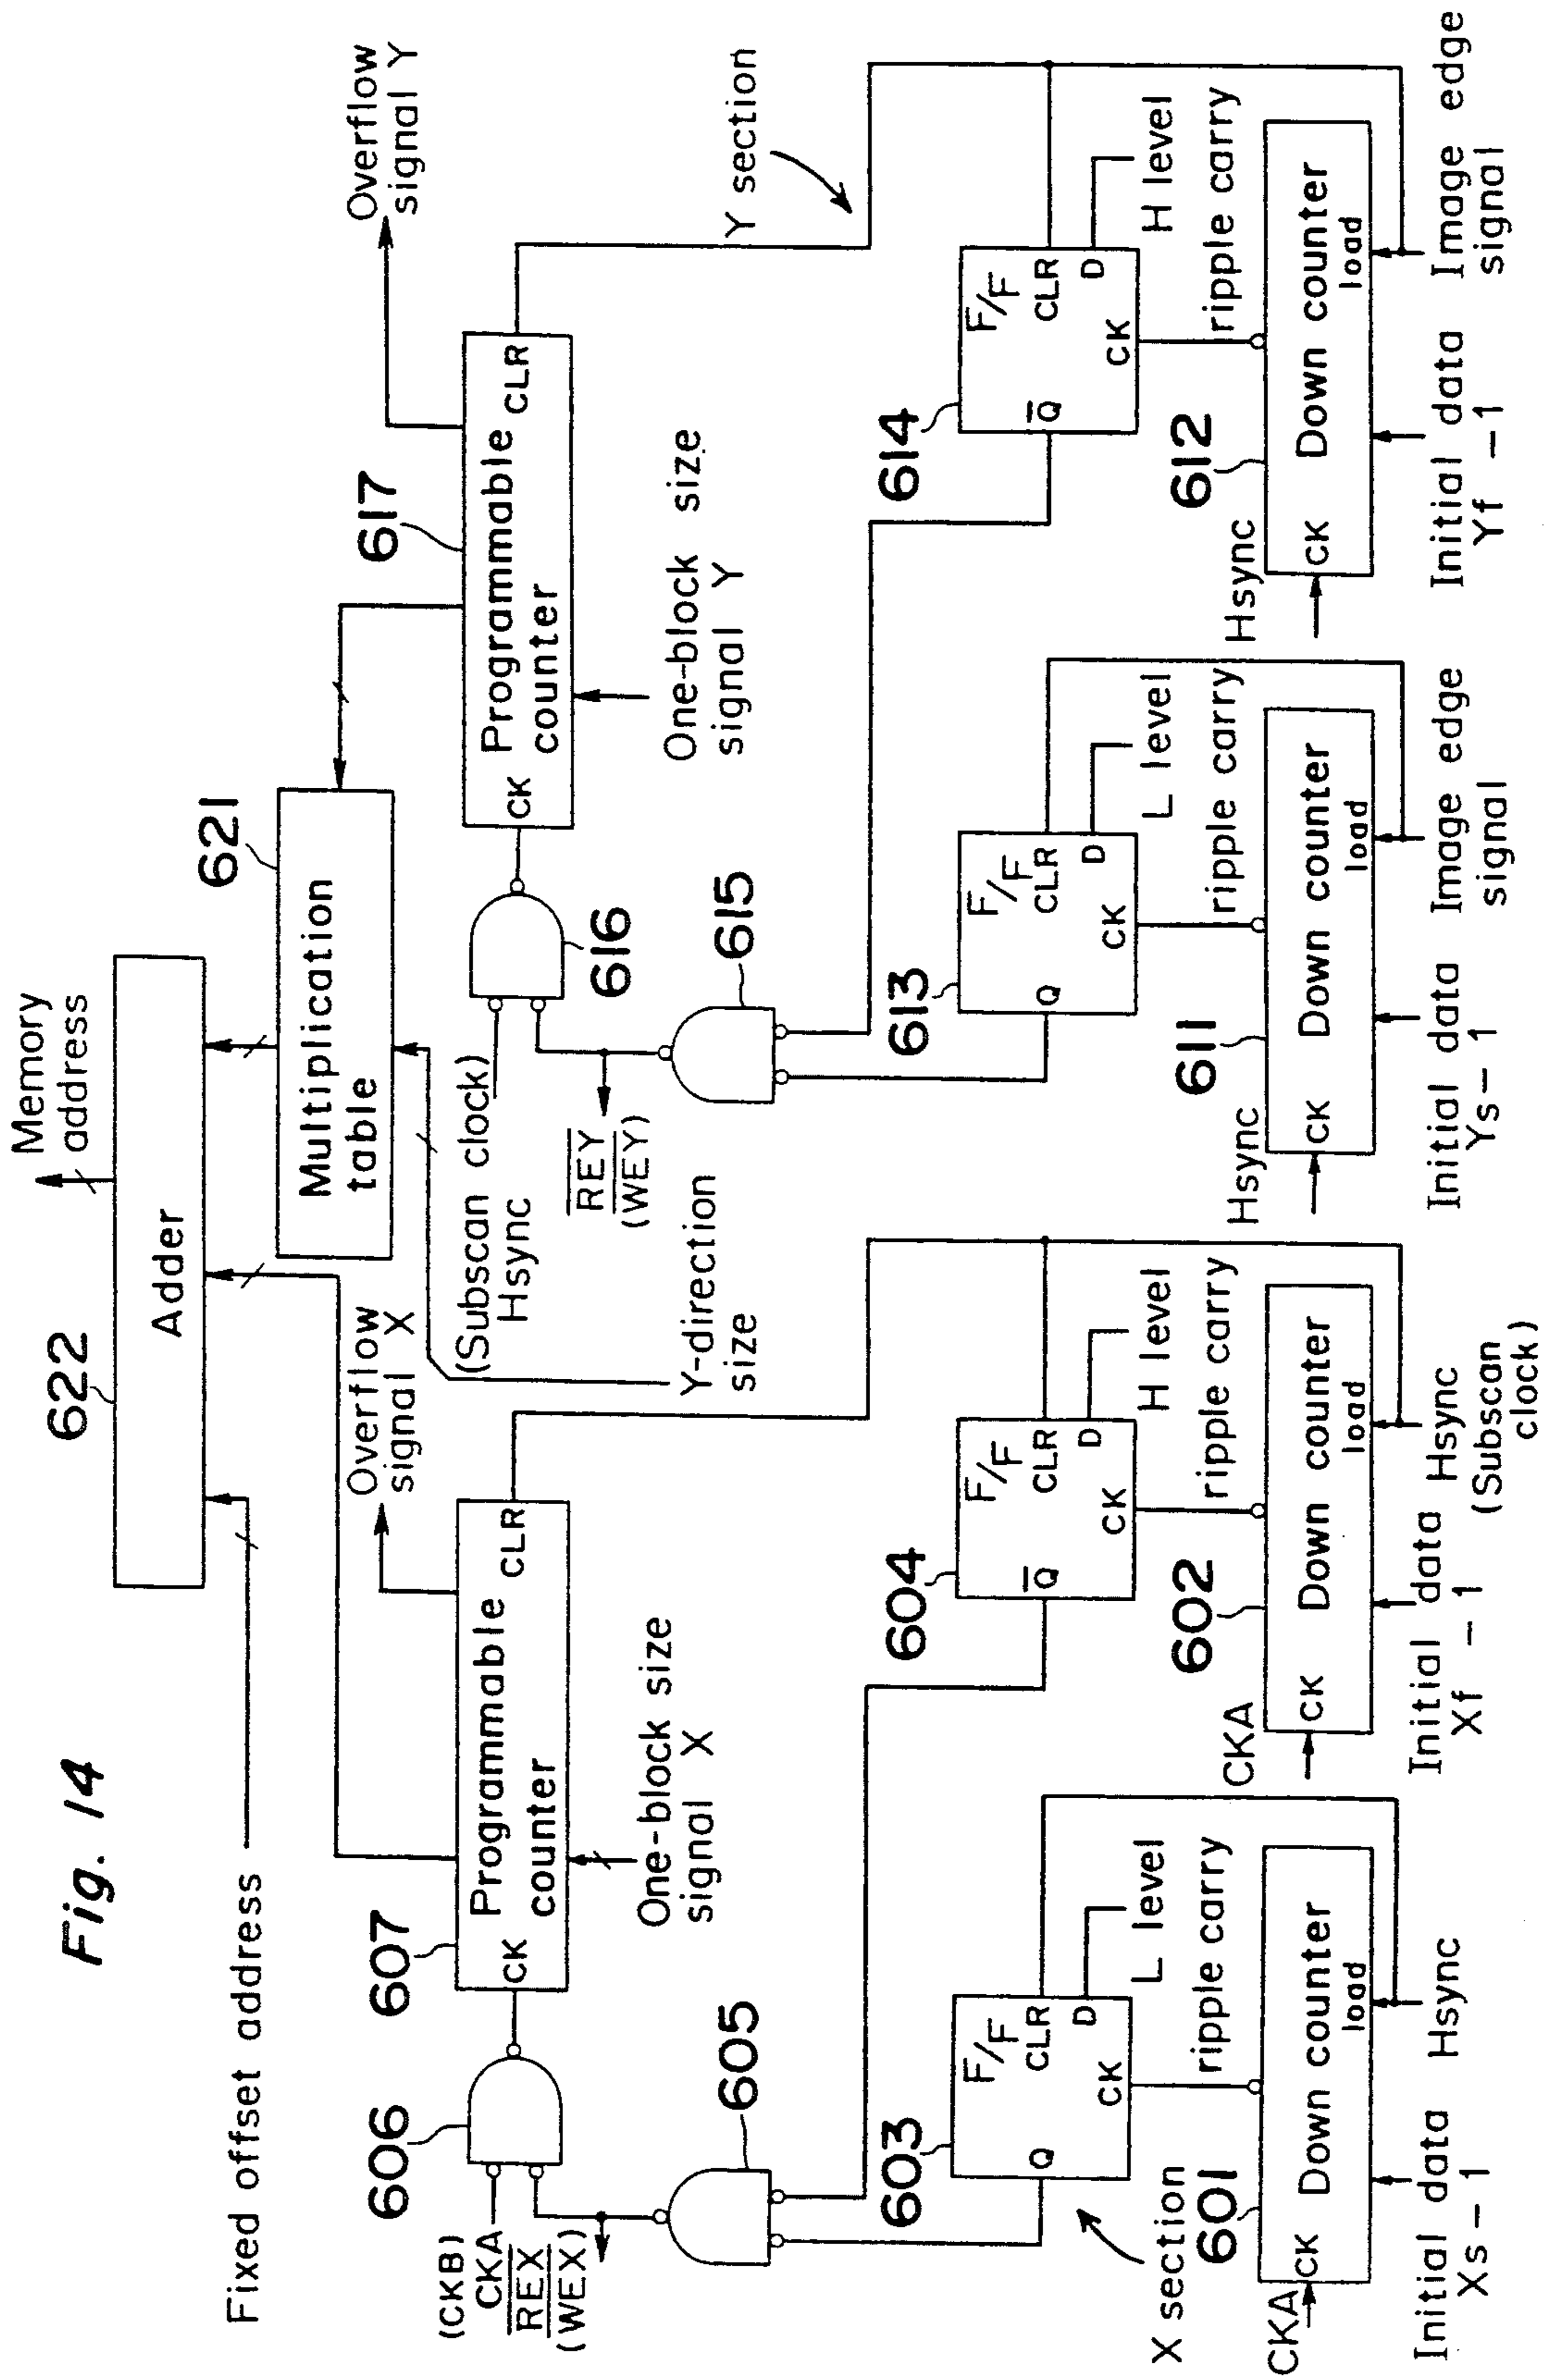 Fig. 14
Fixed offset address
622
Adder
Memory
address
621
Multiplication
table
Overflow
signal X
Overflow
signal Y
607
CK
Programmable
counter
CLR
One-block size
signal X
606
(CKB)
CKA
REX
(WEX)
605
Y-direction
size
(Subscan clock)
Hsync
REY
(WEY)
616
615
617
CK
Programmable
counter
CLR
One-block size
signal Y
Y section
603
F/F
Q
CLR
D
CK
L level
ripple carry
604
F/F
Q
CLR
D
CK
H level
ripple carry
613
F/F
Q
CLR
D
CK
L level
ripple carry
614
F/F
Q
CLR
D
CK
H level
ripple carry
X section
601
CKA
CK
Down counter
load
Initial data
Xs-1
Hsync
602
CKA
CK
Down counter
load
Initial data
Xf-1
Hsync
(Subscan
clock)
611
Hsync
CK
Down counter
load
Initial data
Ys-1
Image edge
signal
612
Hsync
CK
Down counter
load
Initial data
Yf-1
Image edge
signal